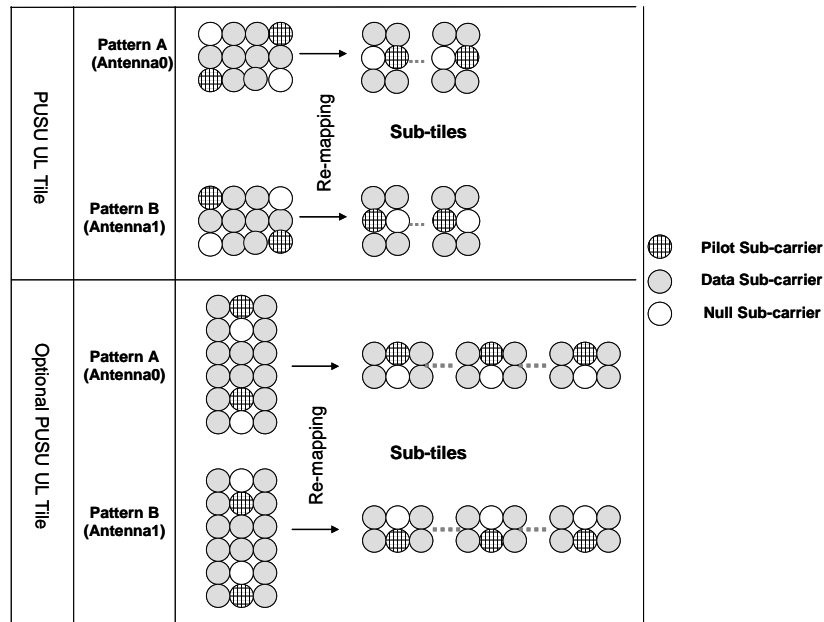 PUSU UL Tile
Pattern A
(Antenna0)
Re-mapping
Sub-tiles
Pattern B
(Antenna1)
Optional PUSU UL Tile
Pattern A
(Antenna0)
Re-mapping
Sub-tiles
Pattern B
(Antenna1)
Pilot Sub-carrier
Data Sub-carrier
Null Sub-carrier